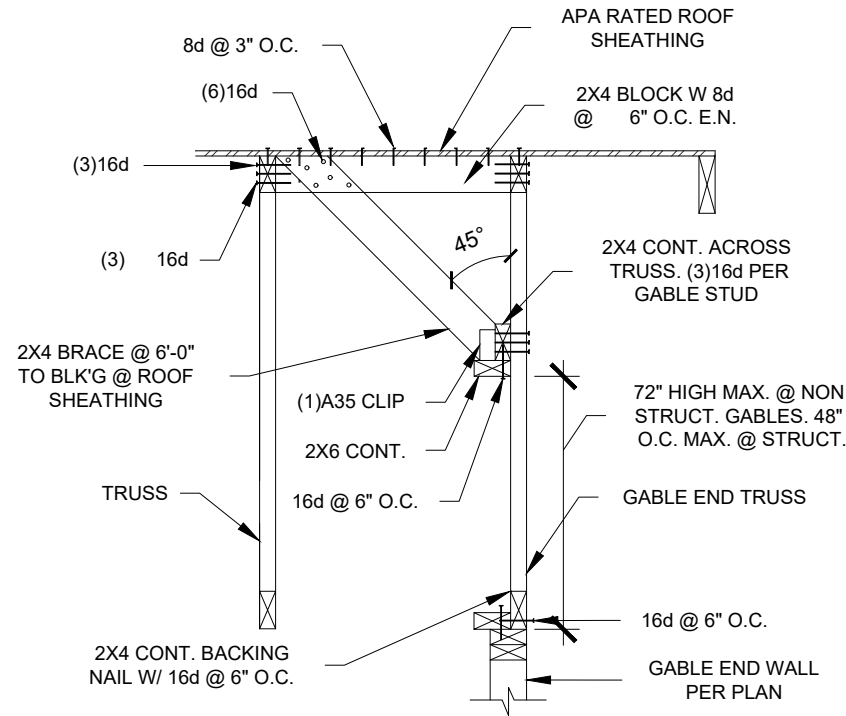 APA RATED ROOF
SHEATHING
8d @ 3" O.C.
(6)16d
2X4 BLOCK W 8d
@ 6" O.C. E.N.
(3)16d
(3) 16d
45°
2X4 CONT. ACROSS
TRUSS. (3)16d PER
GABLE STUD
2X4 BRACE @ 6'-0"
TO BLK'G @ ROOF
SHEATHING
(1)A35 CLIP
72" HIGH MAX. @ NON
STRUCT. GABLES. 48"
O.C. MAX. @ STRUCT.
2X6 CONT.
16d @ 6" O.C.
TRUSS
GABLE END TRUSS
16d @ 6" O.C.
2X4 CONT. BACKING
NAIL W/ 16d @ 6" O.C.
GABLE END WALL
PER PLAN